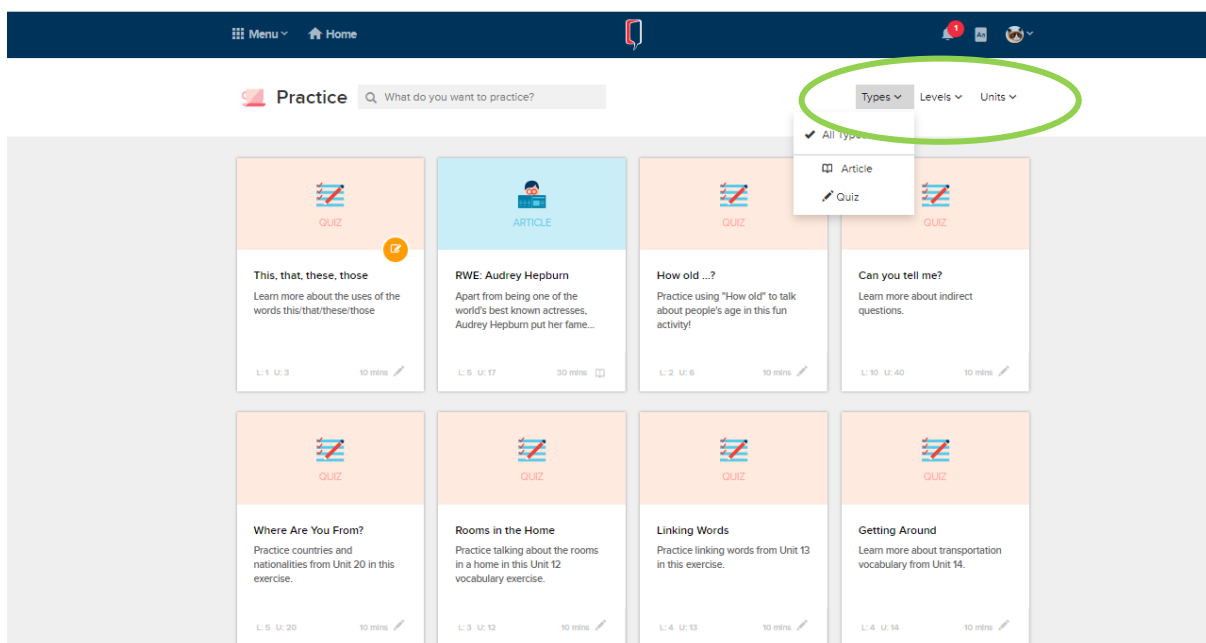 Menu Home 1 Aa
Practice What do you want to practice? Types Levels Units
All Types
Article
Quiz
QUIZ ARTICLE QUIZ QUIZ
This, that, these, those
Learn more about the uses of the
words this/that/these/those
L: 1 U: 3 10 mins
RWE: Audrey Hepburn
Apart from being one of the
world's best known actresses,
Audrey Hepburn put her fame...
L: 5 U: 17 30 mins
How old ...?
Practice using "How old" to talk
about people's age in this fun
activity!
L: 2 U: 6 10 mins
Can you tell me?
Learn more about indirect
questions.
L: 10 U: 40 10 mins
QUIZ QUIZ QUIZ QUIZ
Where Are You From?
Practice countries and
nationalities from Unit 20 in this
exercise.
L: 5 U: 20 10 mins
Rooms in the Home
Practice talking about the rooms
in a home in this Unit 12
vocabulary exercise.
L: 3 U: 12 10 mins
Linking Words
Practice linking words from Unit 13
in this exercise.
L: 4 U: 13 10 mins
Getting Around
Learn more about transportation
vocabulary from Unit 14.
L: 4 U: 14 10 mins